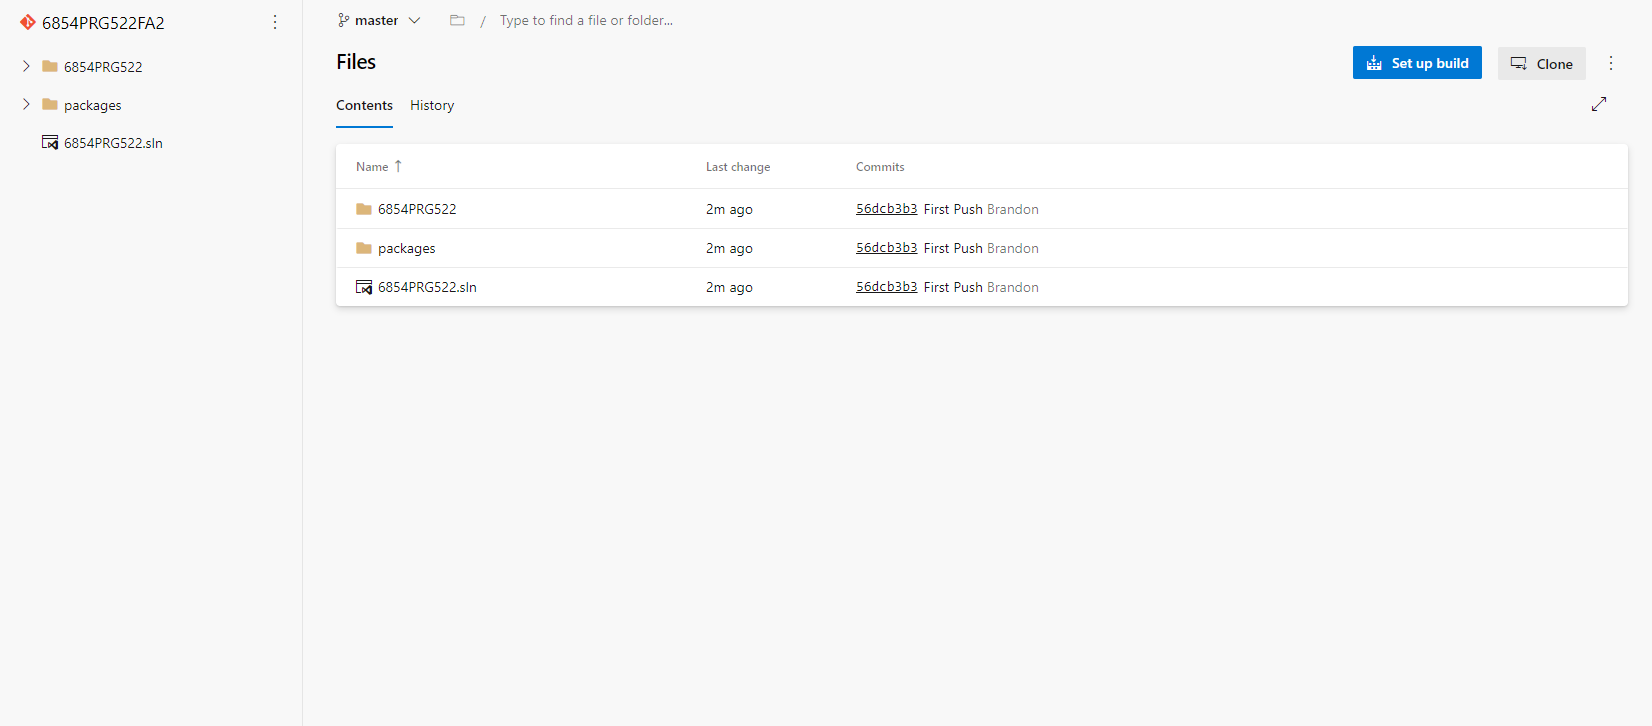 6854PRG522FA2
6854PRG522
packages
6854PRG522.sln
master / Type to find a file or folder...
Files
Set up build Clone
Contents History
Name ↑ Last change Commits
6854PRG522 2m ago 56dcb3b3 First Push Brandon
packages 2m ago 56dcb3b3 First Push Brandon
6854PRG522.sln 2m ago 56dcb3b3 First Push Brandon